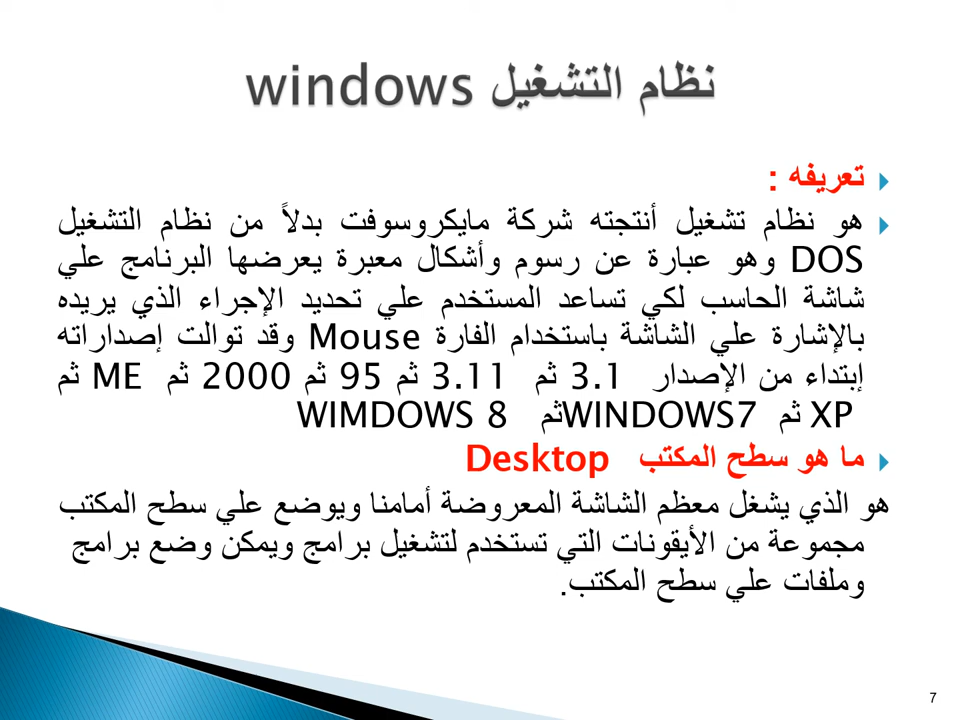 نظام التشغيل windows
تعريفه :
هو نظام تشغيل أنتجته شركة مايكروسوفت بدلاً من نظام التشغيل
DOS وهو عبارة عن رسوم وأشكال معبرة يعرضها البرنامج علي
شاشة الحاسب لكي تساعد المستخدم علي تحديد الإجراء الذي يريده
بالإشارة علي الشاشة باستخدام الفارة Mouse وقد توالت إصداراته
إبتداء من الإصدار 3.1 ثم 3.11 ثم 95 ثم 2000 ثم ME ثم
XP ثم WINDOWS7ثم WIMDOWS 8
ما هو سطح المكتب Desktop
هو الذي يشغل معظم الشاشة المعروضة أمامنا ويوضع علي سطح المكتب
مجموعة من الأيقونات التي تستخدم لتشغيل برامج ويمكن وضع برامج
وملفات علي سطح المكتب.
7